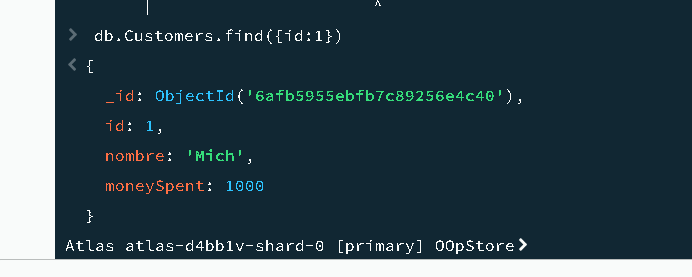 > db.Customers.find({id:1})
< {
_id: ObjectId('6afb5955ebfb7c89256e4c40'),
id: 1,
nombre: 'Mich',
moneySpent: 1000
}
Atlas atlas-d4bb1v-shard-0 [primary] OOpStore>